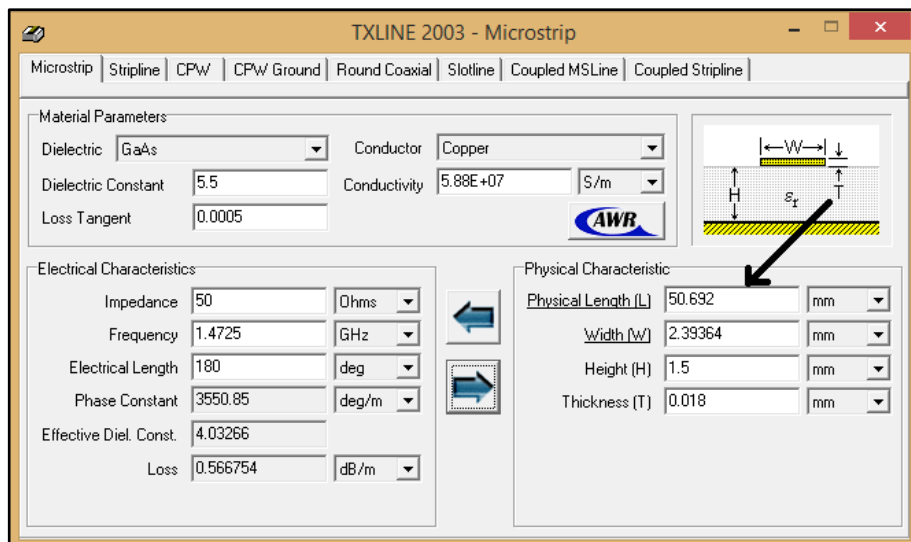 TXLINE 2003 - Microstrip
Microstrip Stripline CPW CPW Ground Round Coaxial Slotline Coupled MSLine Coupled Stripline
Material Parameters
Dielectric GaAs Conductor Copper
Dielectric Constant 5.5 Conductivity 5.88E+07 S/m
Loss Tangent 0.0005
AWR
W
H
εr
T
Electrical Characteristics
Impedance 50 Ohms
Frequency 1.4725 GHz
Electrical Length 180 deg
Phase Constant 3550.85 deg/m
Effective Diel. Const. 4.03266
Loss 0.566754 dB/m
Physical Characteristic
Physical Length (L) 50.692 mm
Width (W) 2.39364 mm
Height (H) 1.5 mm
Thickness (T) 0.018 mm